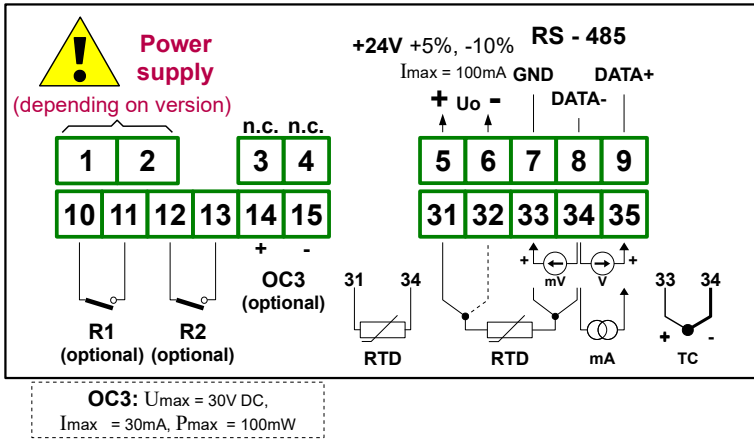 Power
supply
(depending on version)
+24V +5%, -10%
Imax = 100mA
RS - 485
GND
DATA+
DATA-
+ Uo -
n.c. n.c.
1 2 3 4 5 6 7 8 9
10 11 12 13 14 15 31 32 33 34 35
+ -
OC3
(optional)
R1
(optional)
R2
(optional)
31 34
RTD
RTD
+ mV
V +
mA
33 34
+ -
TC
OC3: Umax = 30V DC,
Imax = 30mA, Pmax = 100mW